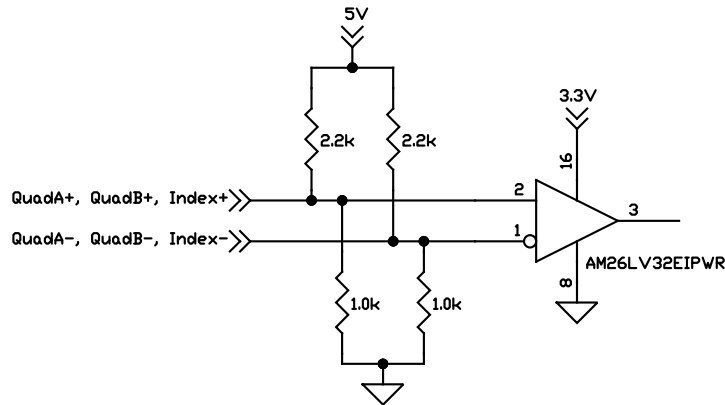 5V
3.3V
2.2k
2.2k
16
QuadA+, QuadB+, Index+
2
3
QuadA-, QuadB-, Index-
1
AM26LV32EIPWR
8
1.0k
1.0k